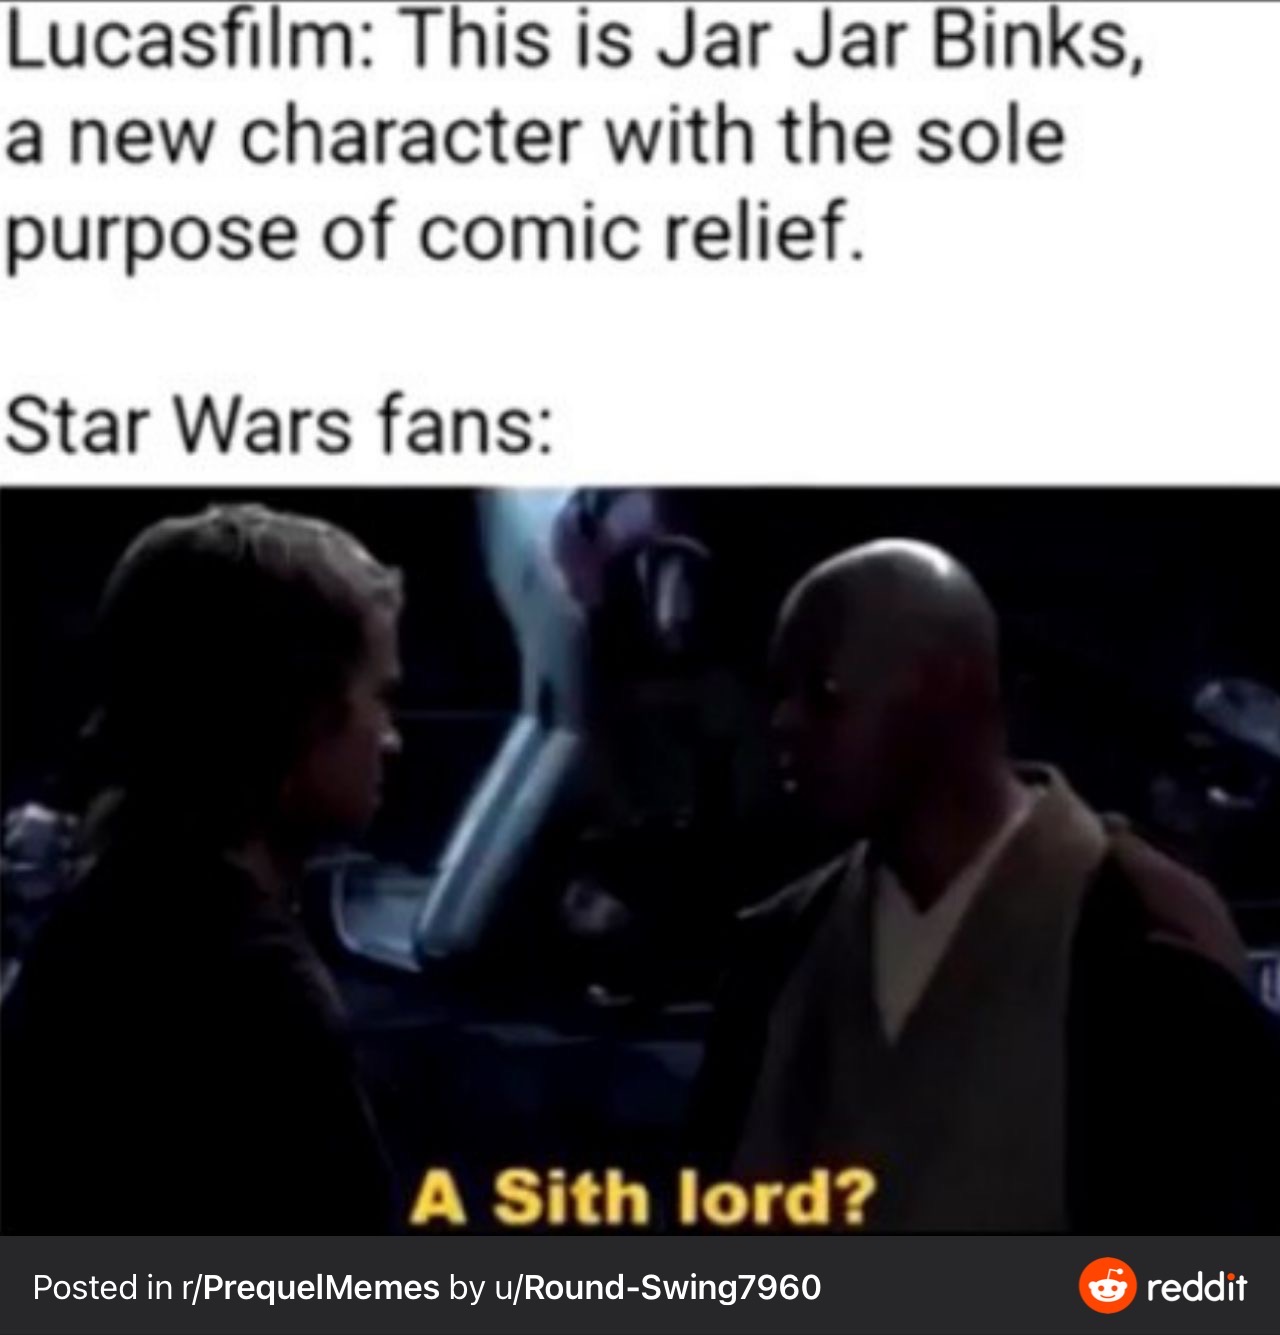 Lucasfilm: This is Jar Jar Binks,
a new character with the sole
purpose of comic relief.
Star Wars fans:
A Sith lord?
Posted in r/PrequelMemes by u/Round-Swing7960
reddit